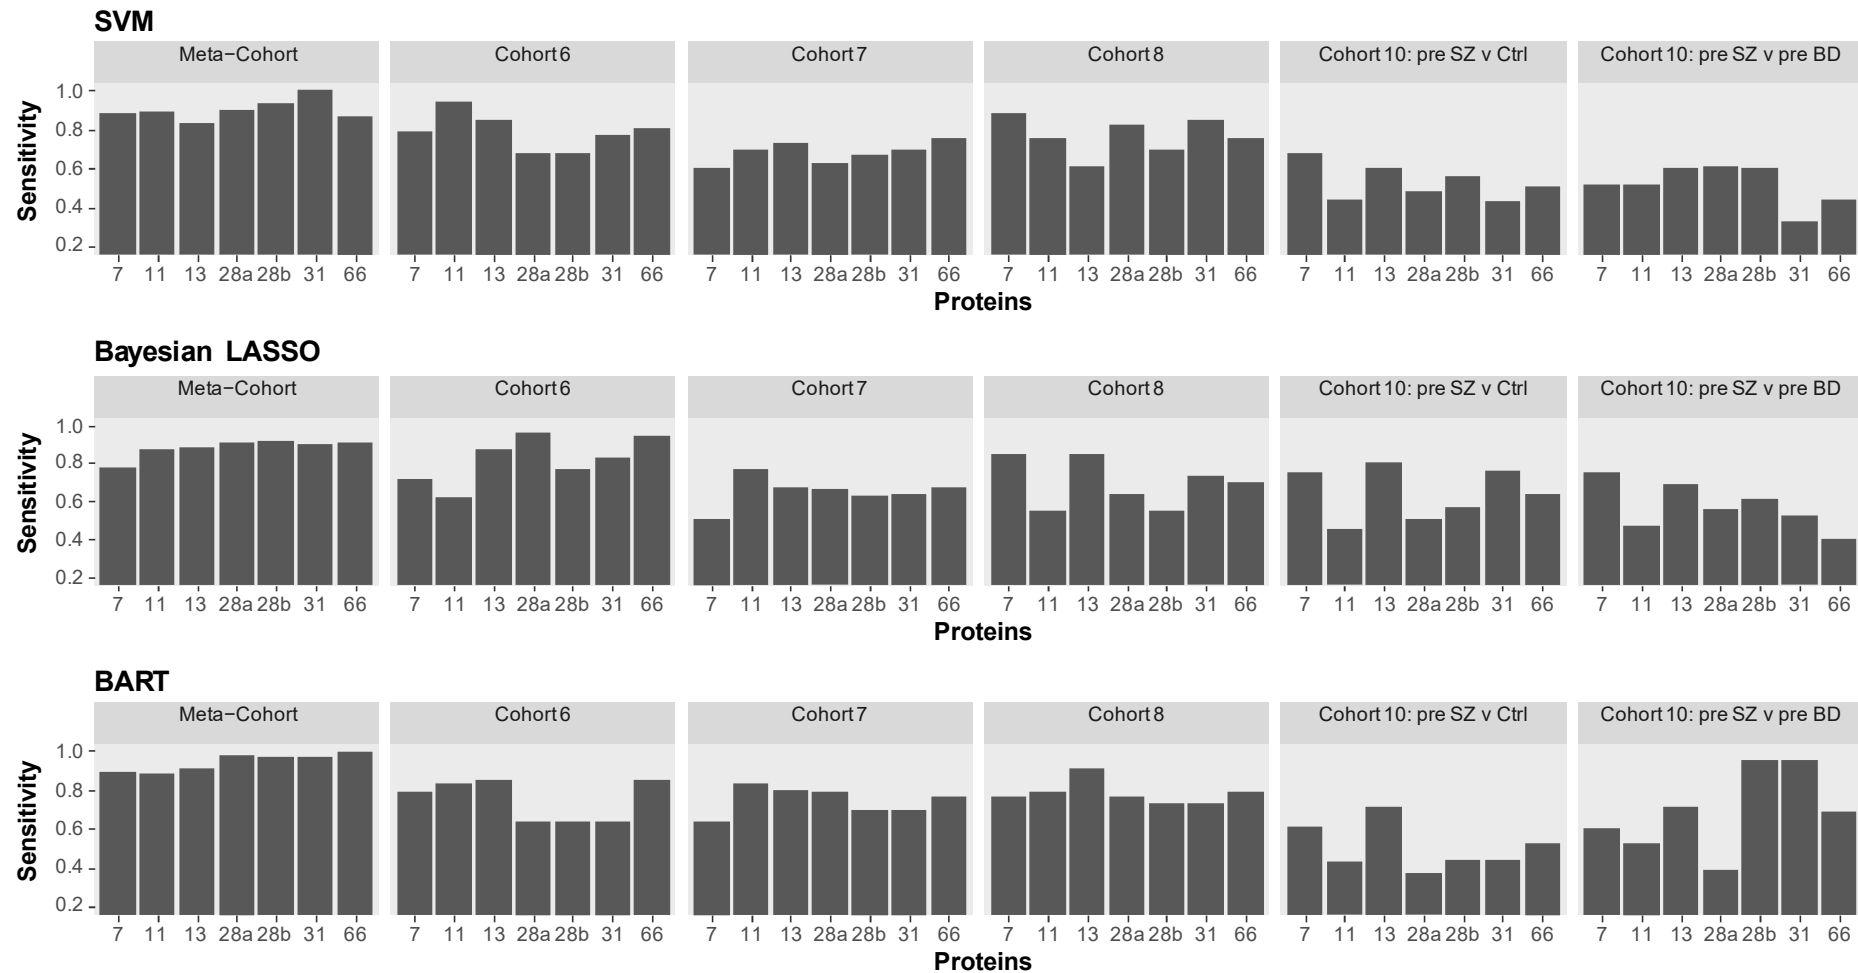 SVM
Meta−Cohort Cohort 6 Cohort 7 Cohort 8 Cohort 10: pre SZ v Ctrl Cohort 10: pre SZ v pre BD
Sensitivity
1.0
0.8
0.6
0.4
0.2
7 11 13 28a 28b 31 66 7 11 13 28a 28b 31 66 7 11 13 28a 28b 31 66 7 11 13 28a 28b 31 66 7 11 13 28a 28b 31 66 7 11 13 28a 28b 31 66
Proteins
Bayesian LASSO
Meta−Cohort Cohort 6 Cohort 7 Cohort 8 Cohort 10: pre SZ v Ctrl Cohort 10: pre SZ v pre BD
Sensitivity
1.0
0.8
0.6
0.4
0.2
7 11 13 28a 28b 31 66 7 11 13 28a 28b 31 66 7 11 13 28a 28b 31 66 7 11 13 28a 28b 31 66 7 11 13 28a 28b 31 66 7 11 13 28a 28b 31 66
Proteins
BART
Meta−Cohort Cohort 6 Cohort 7 Cohort 8 Cohort 10: pre SZ v Ctrl Cohort 10: pre SZ v pre BD
Sensitivity
1.0
0.8
0.6
0.4
0.2
7 11 13 28a 28b 31 66 7 11 13 28a 28b 31 66 7 11 13 28a 28b 31 66 7 11 13 28a 28b 31 66 7 11 13 28a 28b 31 66 7 11 13 28a 28b 31 66
Proteins